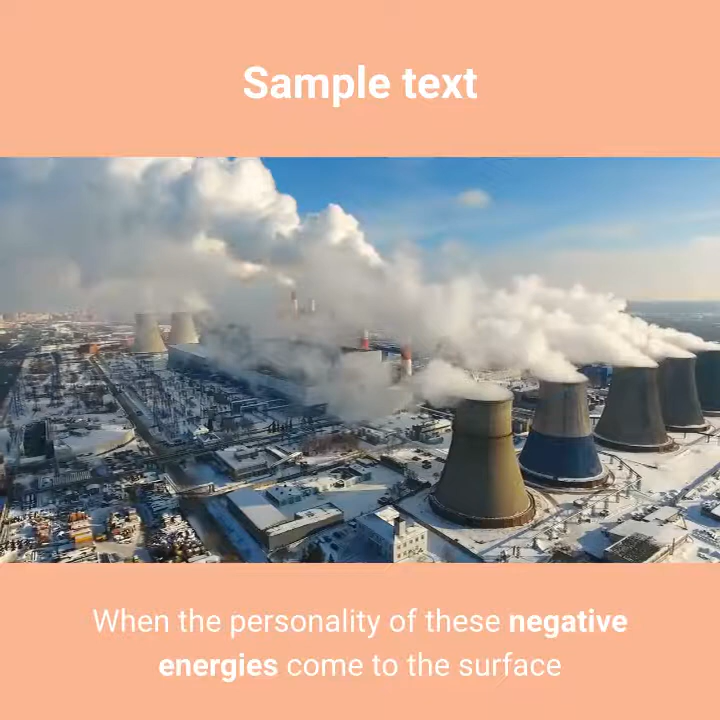 Sample text
When the personality of these negative
energies come to the surface